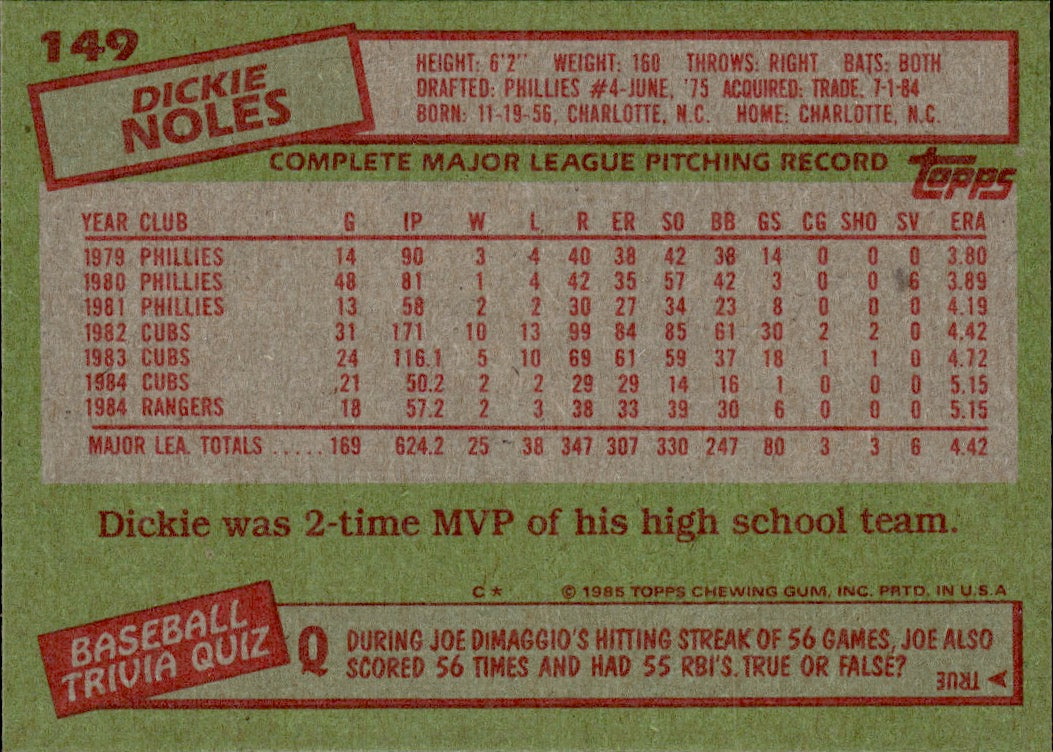 149
DICKIE
NOLES
HEIGHT: 6'2" WEIGHT: 160 THROWS: RIGHT BATS: BOTH
DRAFTED: PHILLIES #4-JUNE, '75 ACQUIRED: TRADE, 7-1-84
BORN: 11-19-56, CHARLOTTE, N.C. HOME: CHARLOTTE, N.C.
COMPLETE MAJOR LEAGUE PITCHING RECORD
TOPPS
YEAR CLUB G IP W L R ER SO BB GS CG SHO SV ERA
1979 PHILLIES 14 90 3 4 40 38 42 38 14 0 0 0 3.80
1980 PHILLIES 48 81 1 4 42 35 57 42 3 0 0 6 3.89
1981 PHILLIES 13 58 2 2 30 27 34 23 8 0 0 0 4.19
1982 CUBS 31 171 10 13 99 84 85 61 30 2 2 0 4.42
1983 CUBS 24 116.1 5 10 69 61 59 37 18 1 1 0 4.72
1984 CUBS 21 50.2 2 2 29 29 14 16 1 0 0 0 5.15
1984 RANGERS 18 57.2 2 3 38 33 39 30 6 0 0 0 5.15
MAJOR LEA. TOTALS ..... 169 624.2 25 38 347 307 330 247 80 3 3 6 4.42
Dickie was 2-time MVP of his high school team.
C* © 1985 TOPPS CHEWING GUM, INC. PRTD. IN U.S.A
BASEBALL
TRIVIA QUIZ
Q DURING JOE DiMAGGIO'S HITTING STREAK OF 56 GAMES, JOE ALSO
SCORED 56 TIMES AND HAD 55 RBI'S. TRUE OR FALSE?
A TRUE